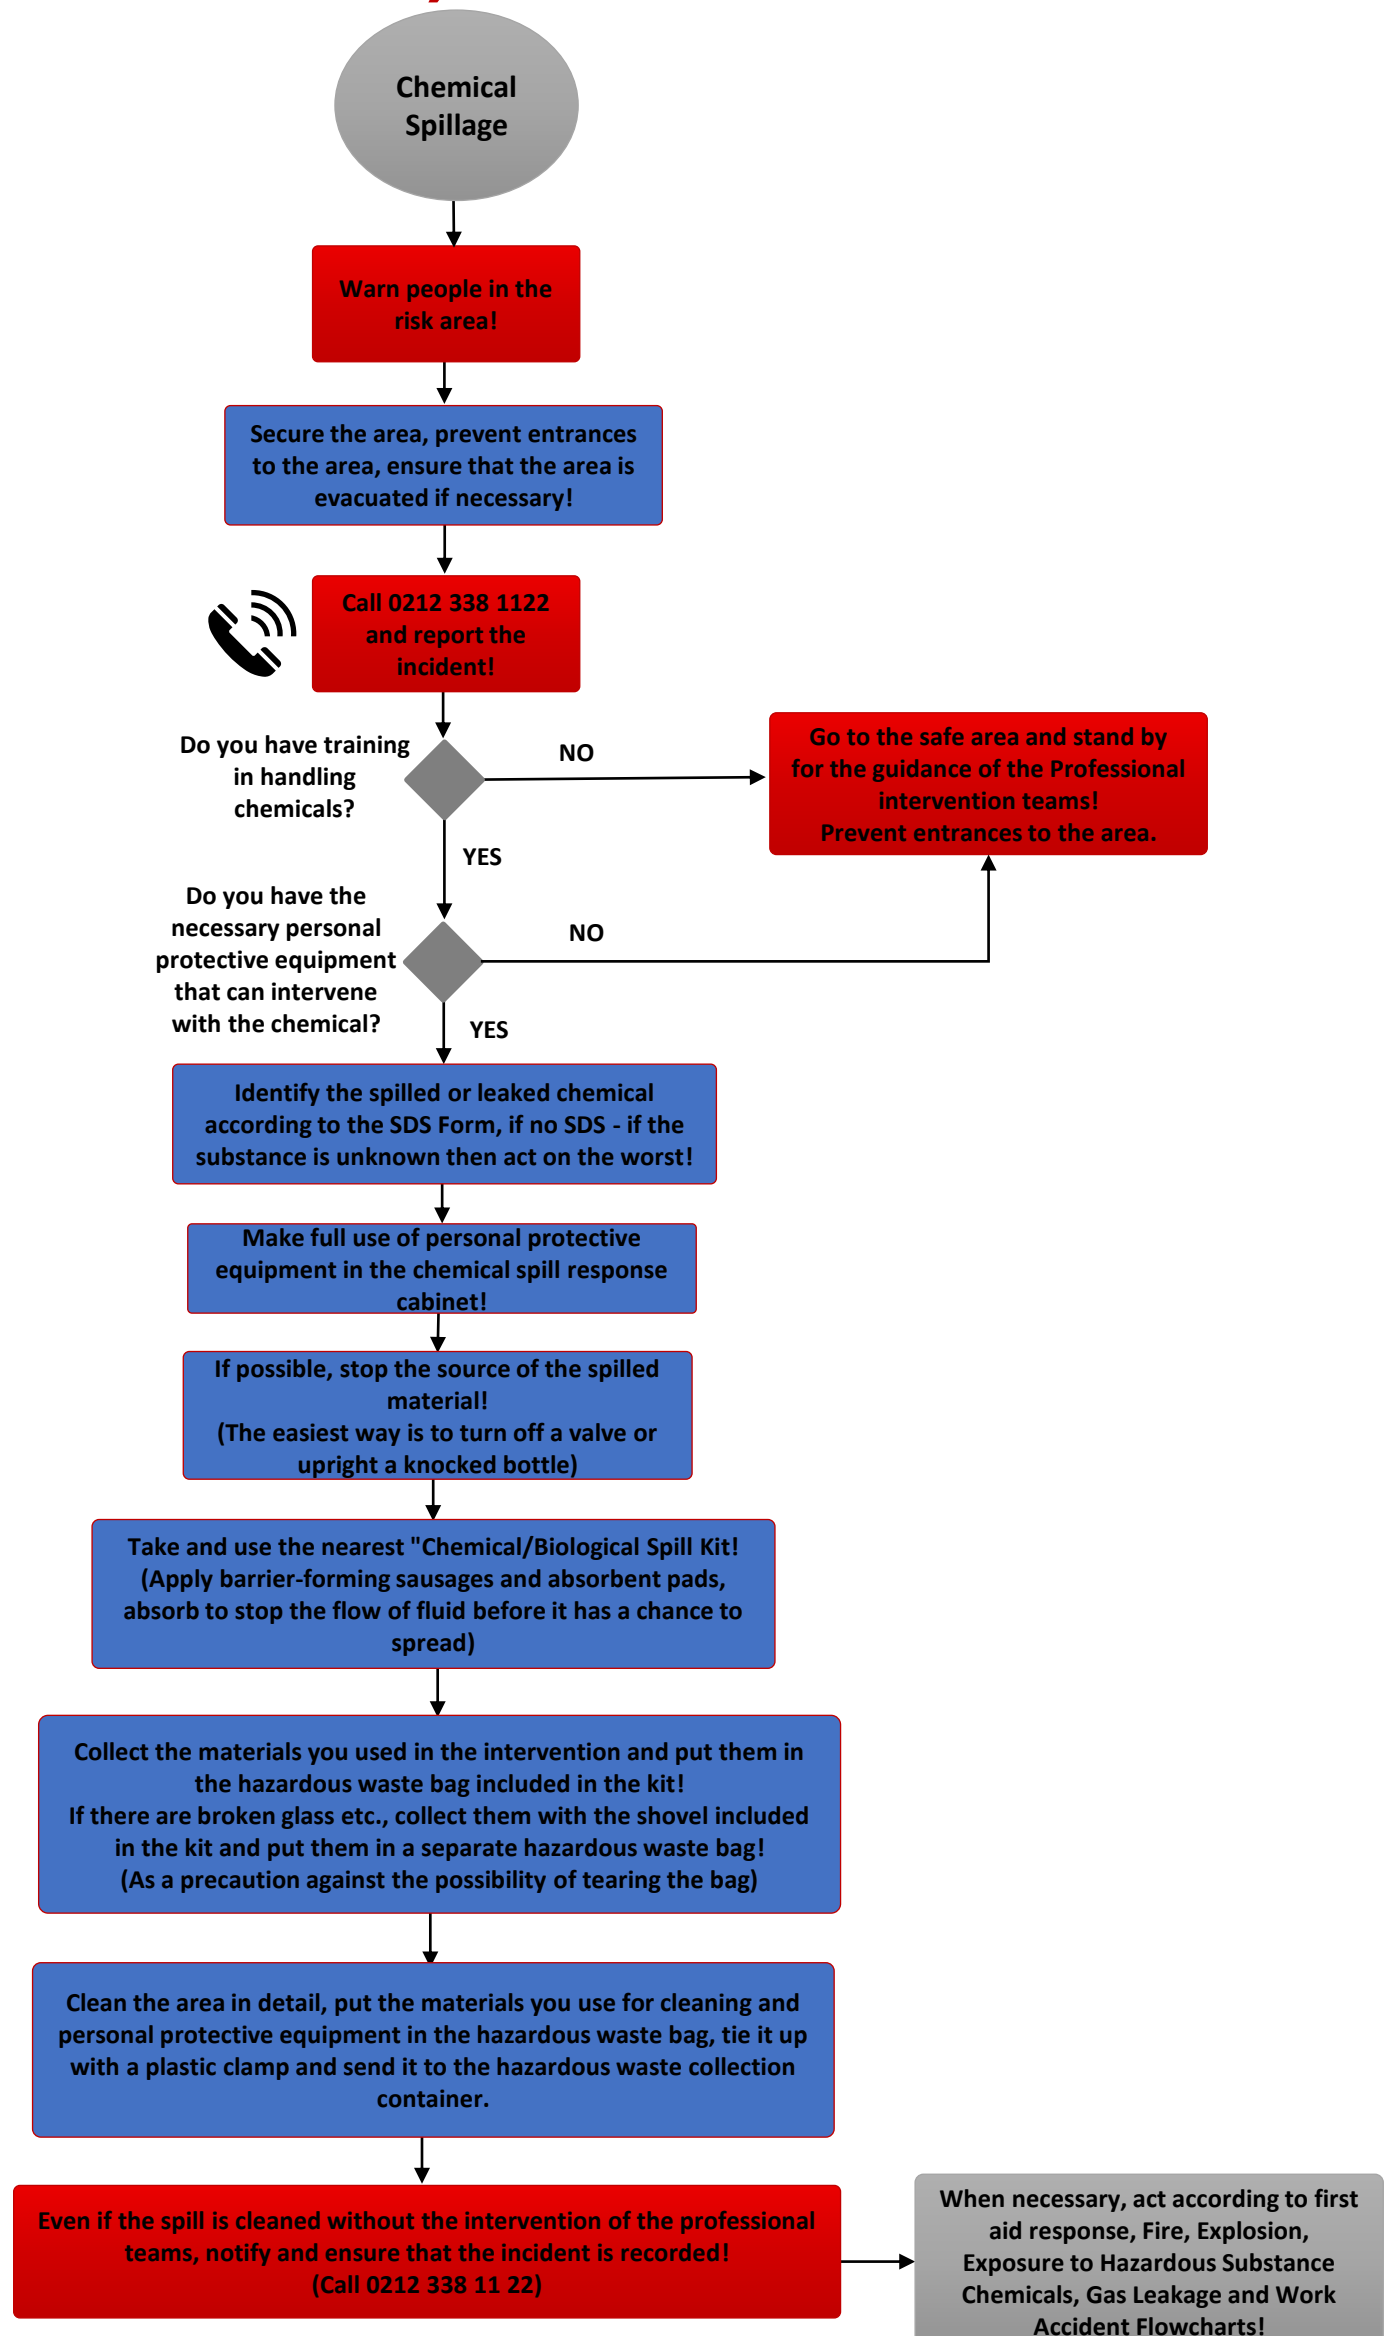 Chemical
Spillage
Warn people in the
risk area!
Secure the area, prevent entrances
to the area, ensure that the area is
evacuated if necessary!
Call 0212 338 1122
and report the
incident!
Do you have training
in handling
chemicals?
NO
Go to the safe area and stand by
for the guidance of the Professional
intervention teams!
Prevent entrances to the area.
YES
Do you have the
necessary personal
protective equipment
that can intervene
with the chemical?
NO
YES
Identify the spilled or leaked chemical
according to the SDS Form, if no SDS - if the
substance is unknown then act on the worst!
Make full use of personal protective
equipment in the chemical spill response
cabinet!
If possible, stop the source of the spilled
material!
(The easiest way is to turn off a valve or
upright a knocked bottle)
Take and use the nearest "Chemical/Biological Spill Kit!
(Apply barrier-forming sausages and absorbent pads,
absorb to stop the flow of fluid before it has a chance to
spread)
Collect the materials you used in the intervention and put them in
the hazardous waste bag included in the kit!
If there are broken glass etc., collect them with the shovel included
in the kit and put them in a separate hazardous waste bag!
(As a precaution against the possibility of tearing the bag)
Clean the area in detail, put the materials you use for cleaning and
personal protective equipment in the hazardous waste bag, tie it up
with a plastic clamp and send it to the hazardous waste collection
container.
Even if the spill is cleaned without the intervention of the professional
teams, notify and ensure that the incident is recorded!
(Call 0212 338 11 22)
When necessary, act according to first
aid response, Fire, Explosion,
Exposure to Hazardous Substance
Chemicals, Gas Leakage and Work
Accident Flowcharts!